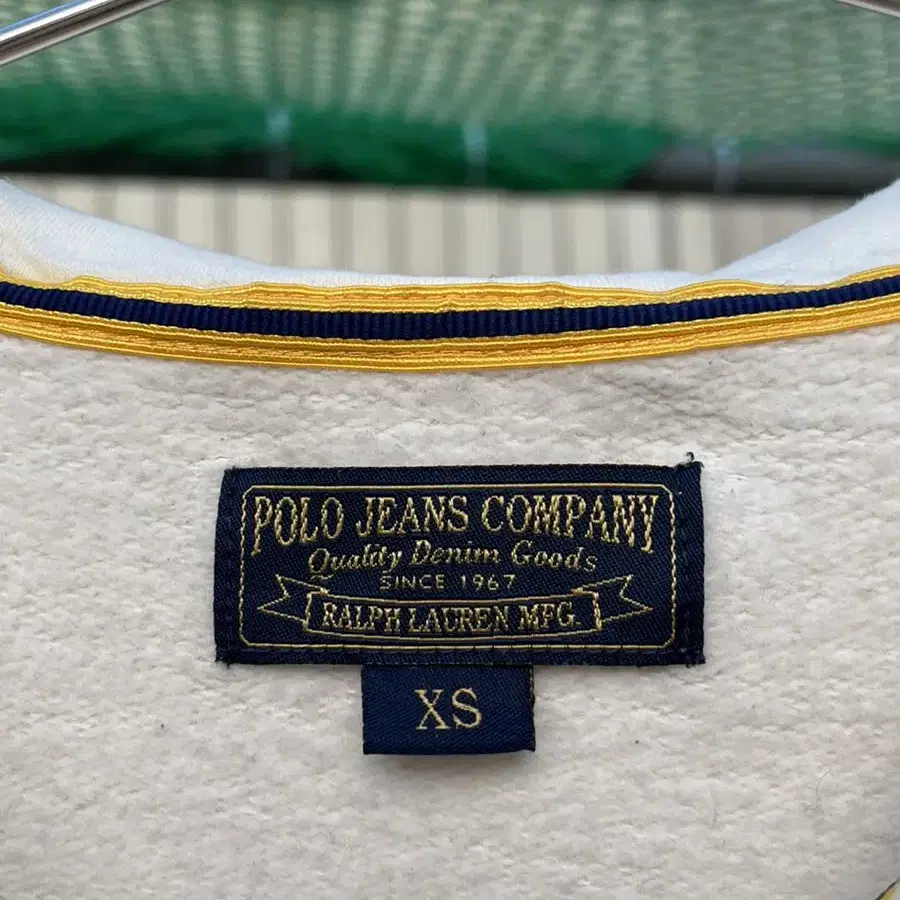 POLO JEANS COMPANY
Quality Denim Goods
SINCE 1967
RALPH LAUREN MFG.
XS